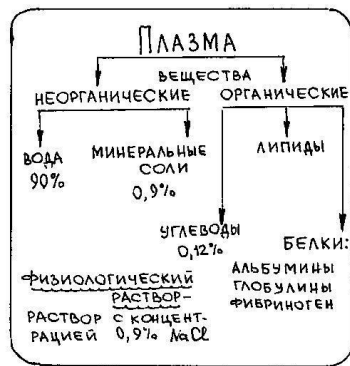 ПЛАЗМА
ВЕЩЕСТВА
НЕОРГАНИЧЕСКИЕ ОРГАНИЧЕСКИЕ
ВОДА
90%
МИНЕРАЛЬНЫЕ
СОЛИ
0,9%
ЛИПИДЫ
УГЛЕВОДЫ
0,12%
БЕЛКИ:
АЛЬБУМИНЫ
ГЛОБУЛИНЫ
ФИБРИНОГЕН
ФИЗИОЛОГИЧЕСКИЙ
РАСТВОР-
РАСТВОР С КОНЦЕНТ-
РАЦИЕЙ 0,9% NaCl